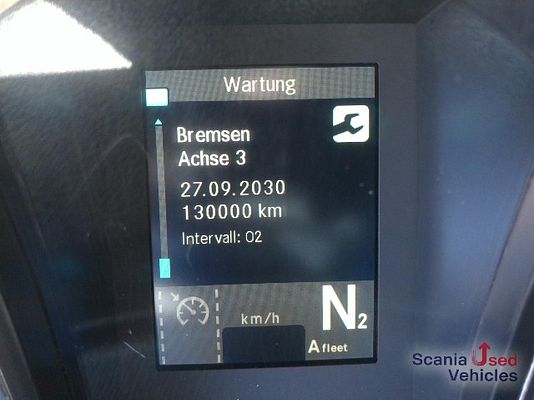 Wartung
Bremsen
Achse 3
27.09.2030
130000 km
Intervall: 02
km/h
N2
A fleet
Scania Used
Vehicles